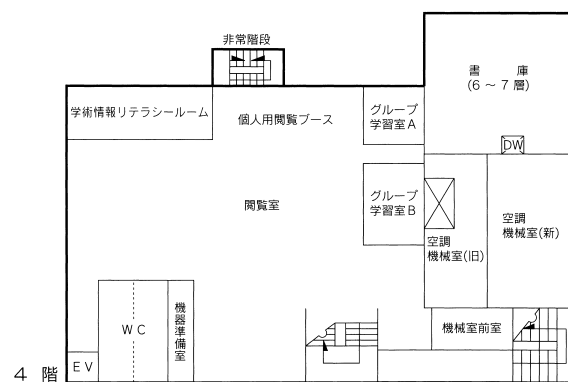 非常階段
書　庫
(6～7層)
学術情報リテラシールーム
個人用閲覧ブース
グループ
学習室A
DW
閲覧室
グループ
学習室B
空調
機械室(新)
空調
機械室(旧)
WC
機器準備室
機械室前室
EV
4 階